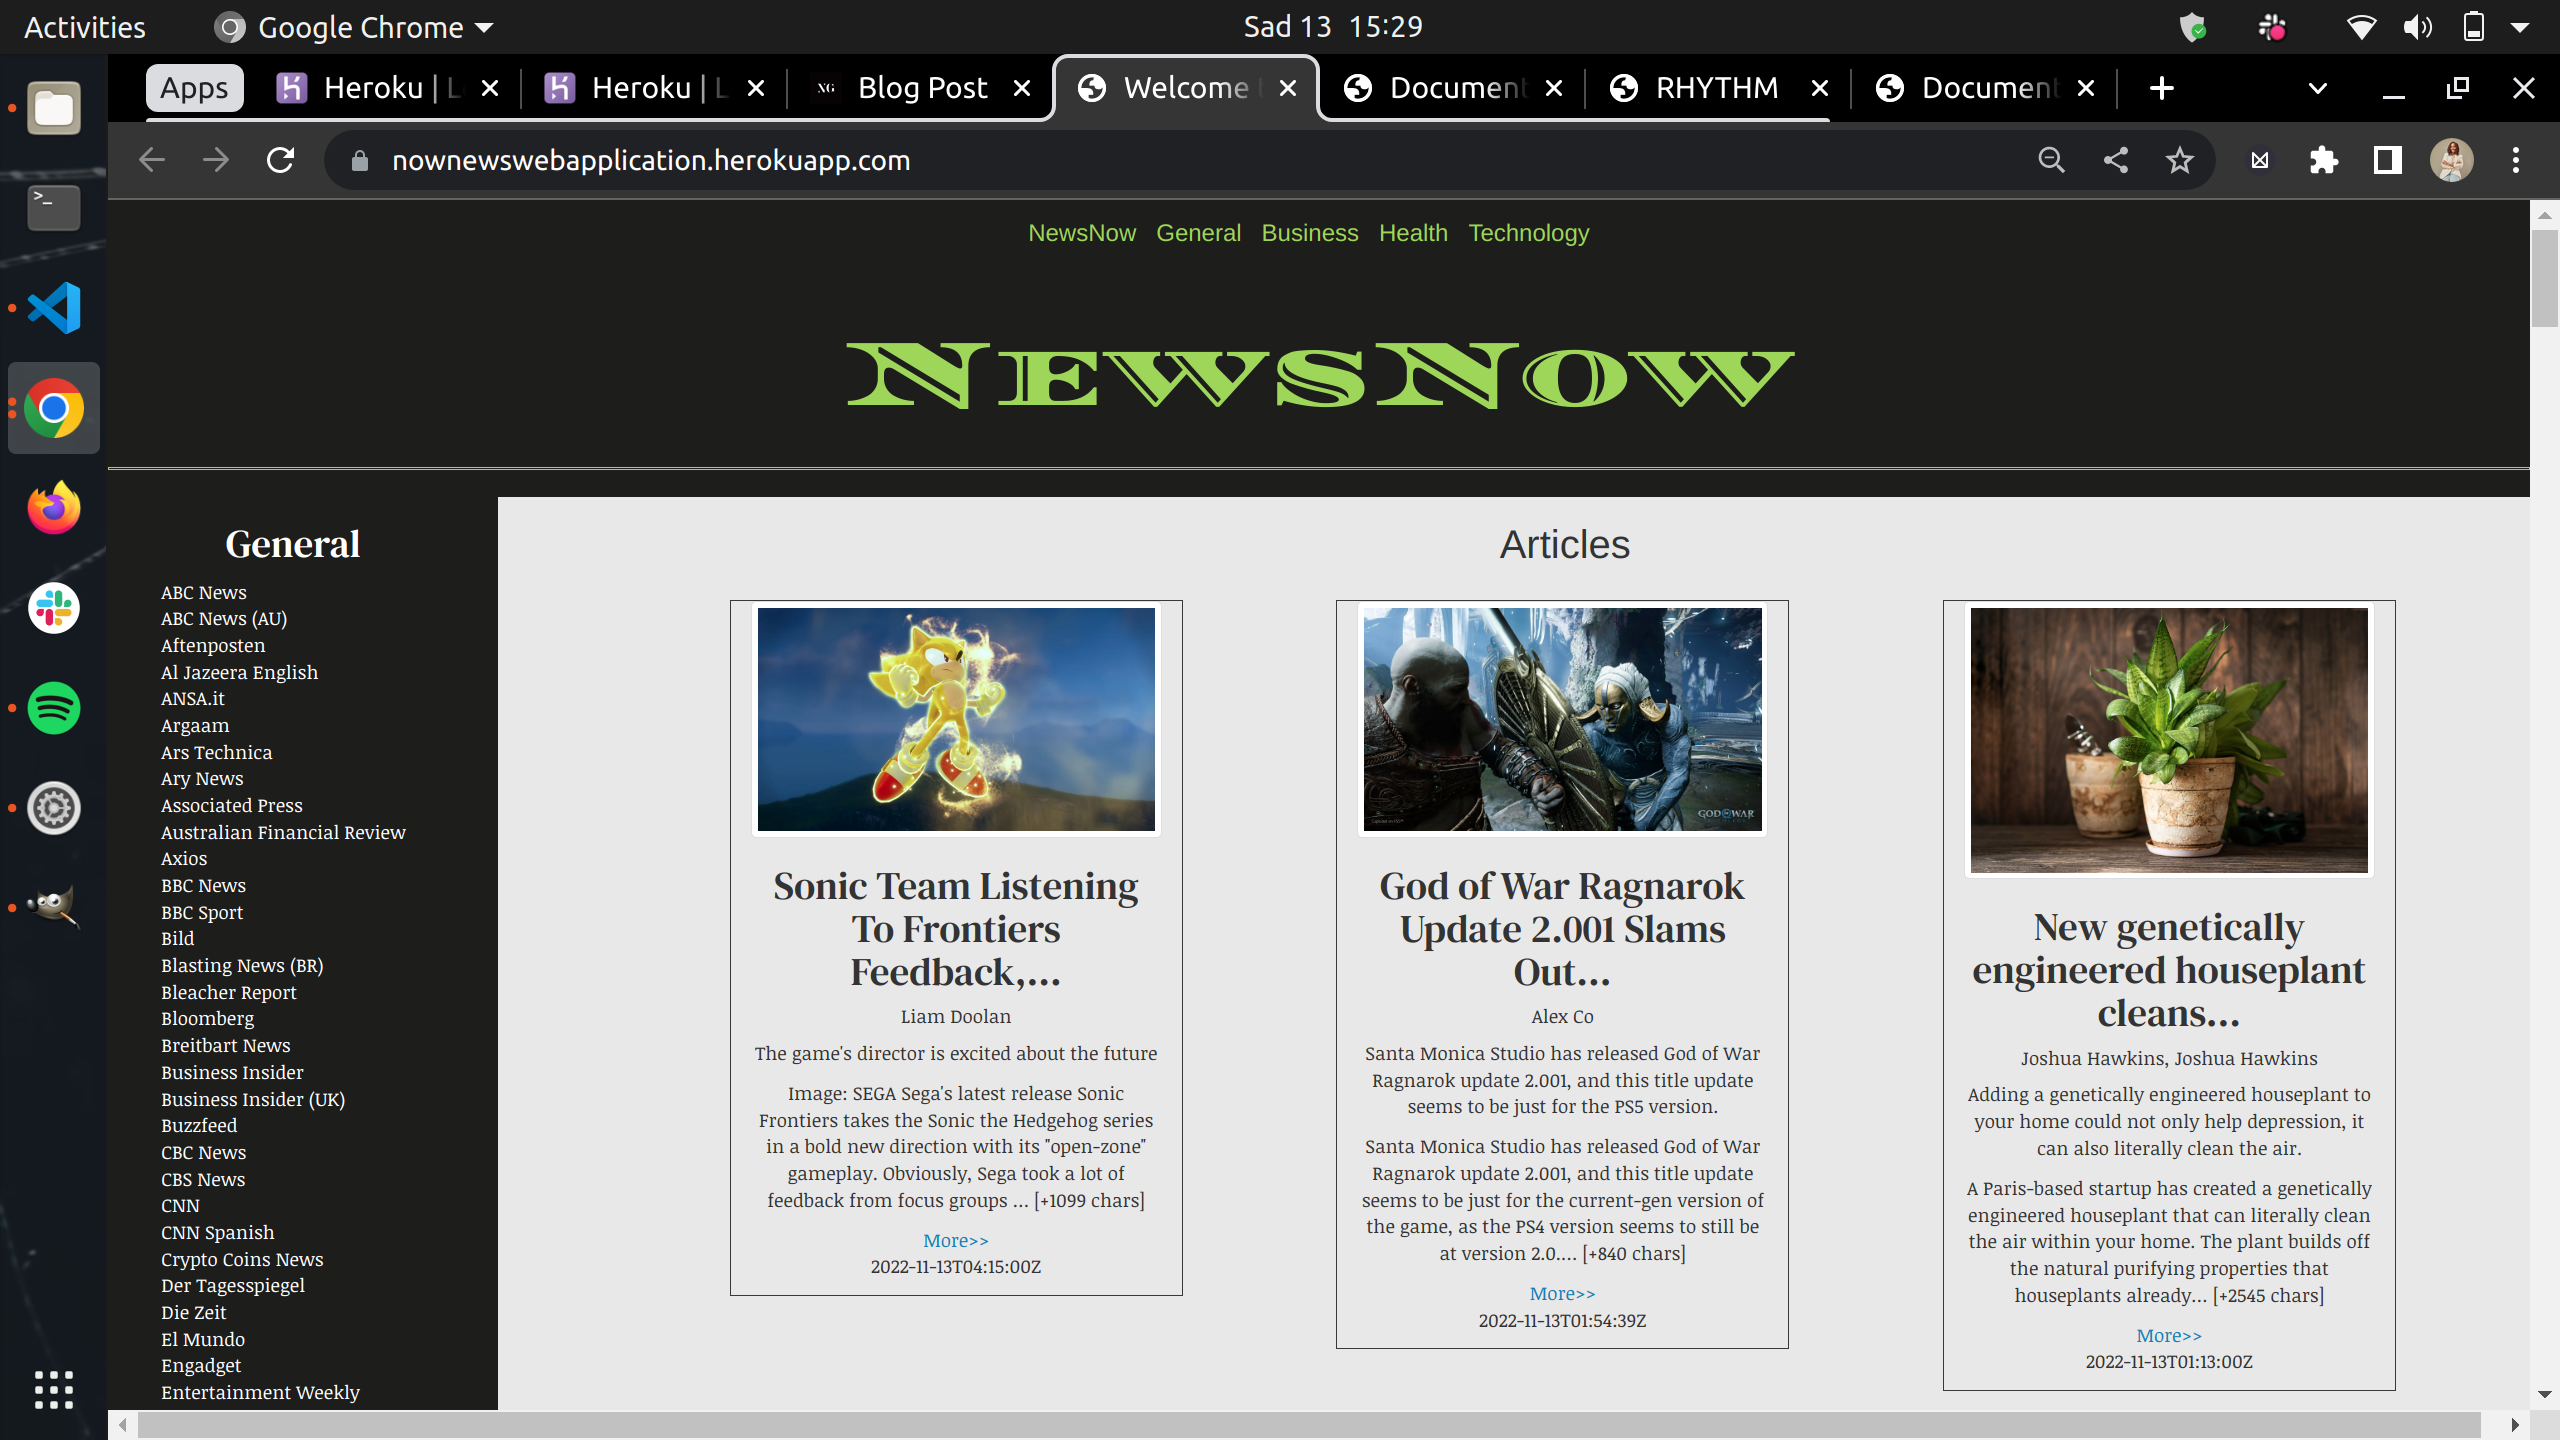 Activities
Google Chrome
Sad 13 15:29
Apps
Heroku | L
Heroku | L
Blog Post
Welcome
Document
RHYTHM
Document
nownewswebapplication.herokuapp.com
NewsNow General Business Health Technology
NewsNow
General
ABC News
ABC News (AU)
Aftenposten
Al Jazeera English
ANSA.it
Argaam
Ars Technica
Ary News
Associated Press
Australian Financial Review
Axios
BBC News
BBC Sport
Bild
Blasting News (BR)
Bleacher Report
Bloomberg
Breitbart News
Business Insider
Business Insider (UK)
Buzzfeed
CBC News
CBS News
CNN
CNN Spanish
Crypto Coins News
Der Tagesspiegel
Die Zeit
El Mundo
Engadget
Entertainment Weekly
Articles
Sonic Team Listening
To Frontiers
Feedback,...
Liam Doolan
The game's director is excited about the future
Image: SEGA Sega's latest release Sonic
Frontiers takes the Sonic the Hedgehog series
in a bold new direction with its "open-zone"
gameplay. Obviously, Sega took a lot of
feedback from focus groups ... [+1099 chars]
More>>
2022-11-13T04:15:00Z
GOD OF WAR
God of War Ragnarok
Update 2.001 Slams
Out...
Alex Co
Santa Monica Studio has released God of War
Ragnarok update 2.001, and this title update
seems to be just for the PS5 version.
Santa Monica Studio has released God of War
Ragnarok update 2.001, and this title update
seems to be just for the current-gen version of
the game, as the PS4 version seems to still be
at version 2.0.... [+840 chars]
More>>
2022-11-13T01:54:39Z
New genetically
engineered houseplant
cleans...
Joshua Hawkins, Joshua Hawkins
Adding a genetically engineered houseplant to
your home could not only help depression, it
can also literally clean the air.
A Paris-based startup has created a genetically
engineered houseplant that can literally clean
the air within your home. The plant builds off
the natural purifying properties that
houseplants already... [+2545 chars]
More>>
2022-11-13T01:13:00Z